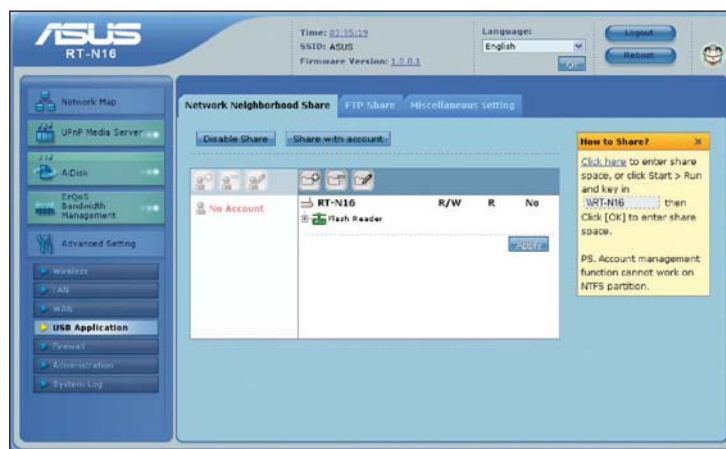 ASUS
RT-N16
Time: 02:55:19
SSID: ASUS
Firmware Version: 1.0.0.1
Language:
English
Logout
Reboot
Network Map
UPnP Media Server
AiDisk
EzQoS
Bandwidth
Management
Advanced Setting
Wireless
LAN
WAN
USB Application
Firewall
Administration
System Log
Network Neighborhood Share
FTP Share
Miscellaneous setting
Disable Share
Share with account
No Account
RT-N16 R/W R No
Flash Reader
Apply
How to Share?
Click here to enter share
space, or click Start > Run
and key in
\\RT-N16 then
Click [OK] to enter share
space.
PS. Account management
function cannot work on
NTFS partition.